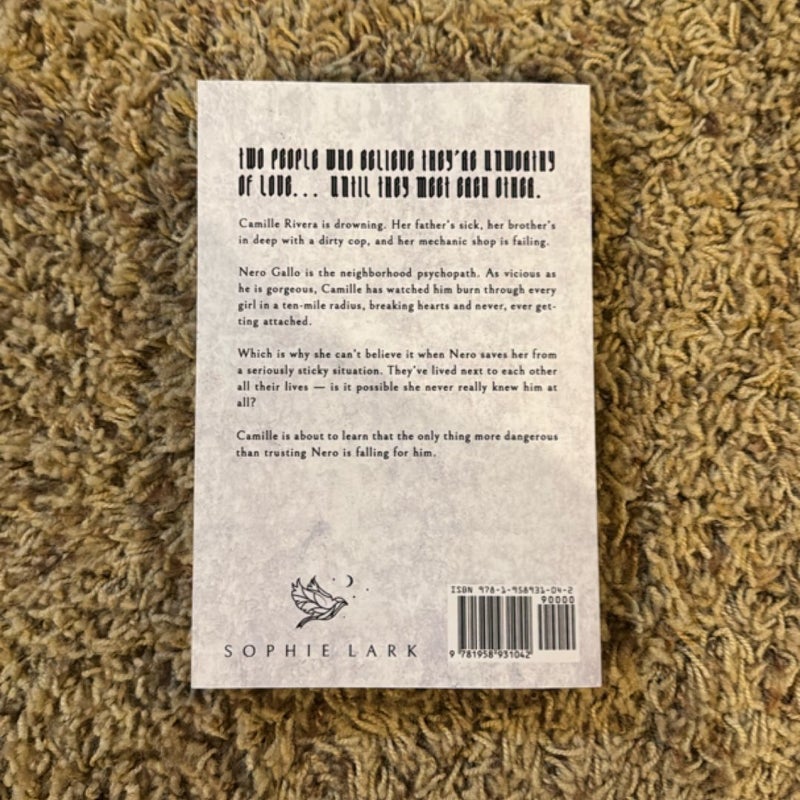 TWO PEOPLE WHO BELIEVE THEY'RE UNWORTHY
OF LOVE... UNTIL THEY MEET EACH OTHER.
Camille Rivera is drowning. Her father's sick, her brother's
in deep with a dirty cop, and her mechanic shop is failing.
Nero Gallo is the neighborhood psychopath. As vicious as
he is gorgeous, Camille has watched him burn through every
girl in a ten-mile radius, breaking hearts and never, ever get-
ting attached.
Which is why she can't believe it when Nero saves her from
a seriously sticky situation. They've lived next to each other
all their lives — is it possible she never really knew him at
all?
Camille is about to learn that the only thing more dangerous
than trusting Nero is falling for him.
SOPHIE LARK
ISBN 978-1-958931-04-2
90000
9 781958 931042